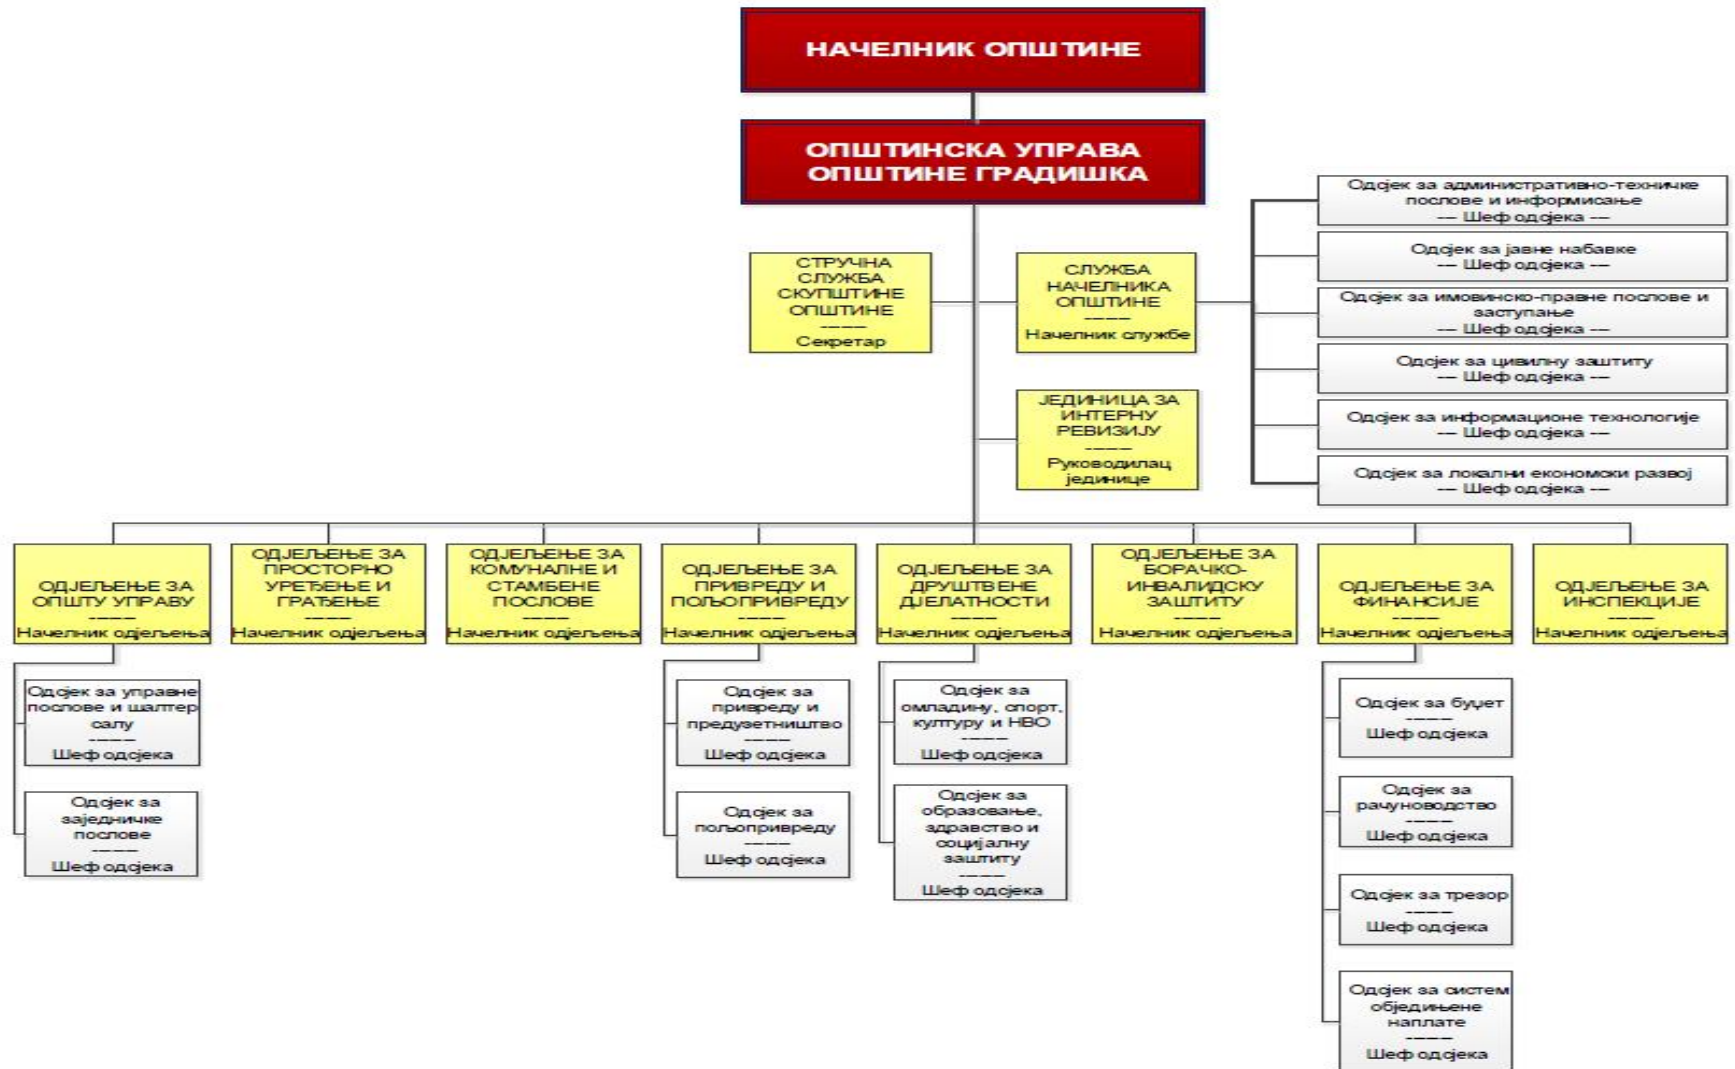 НАЧЕЛНИК ОПШТИНЕ
ОПШТИНСКА УПРАВА
ОПШТИНЕ ГРАДИШКА
СТРУЧНА
СЛУЖБА
СКУПШТИНЕ
ОПШТИНЕ
--------
Секретар
СЛУЖБА
НАЧЕЛНИКА
ОПШТИНЕ
--------
Начелник службе
ЈЕДИНИЦА ЗА
ИНТЕРНУ
РЕВИЗИЈУ
--------
Руководилац
јединице
Одсјек за административно-техничке
послове и информисање
--- Шеф одсјека ---
Одсјек за јавне набавке
--- Шеф одсјека ---
Одсјек за имовинско-правне послове и
заступање
--- Шеф одсјека ---
Одсјек за цивилну заштиту
--- Шеф одсјека ---
Одсјек за информационе технологије
--- Шеф одсјека ---
Одсјек за локални економски развој
--- Шеф одсјека ---
ОДЈЕЉЕЊЕ ЗА
ОПШТУ УПРАВУ
--------
Начелник одјељења
ОДЈЕЉЕЊЕ ЗА
ПРОСТОРНО
УРЕЂЕЊЕ И
ГРАЂЕЊЕ
--------
Начелник одјељења
ОДЈЕЉЕЊЕ ЗА
КОМУНАЛНЕ И
СТАМБЕНЕ
ПОСЛОВЕ
--------
Начелник одјељења
ОДЈЕЉЕЊЕ ЗА
ПРИВРЕДУ И
ПОЉОПРИВРЕДУ
--------
Начелник одјељења
ОДЈЕЉЕЊЕ ЗА
ДРУШТВЕНЕ
ДЈЕЛАТНОСТИ
--------
Начелник одјељења
ОДЈЕЉЕЊЕ ЗА
БОРАЧКО-
ИНВАЛИДСКУ
ЗАШТИТУ
--------
Начелник одјељења
ОДЈЕЉЕЊЕ ЗА
ФИНАНСИЈЕ
--------
Начелник одјељења
ОДЈЕЉЕЊЕ ЗА
ИНСПЕКЦИЈЕ
--------
Начелник одјељења
Одсјек за управне
послове и шалтер
салу
--------
Шеф одсјека
Одсјек за
заједничке
послове
--------
Шеф одсјека
Одсјек за
привреду и
предузетништво
--------
Шеф одсјека
Одсјек за
пољопривреду
--------
Шеф одсјека
Одсјек за
омладину, спорт,
културу и НВО
--------
Шеф одсјека
Одсјек за
образовање,
здравство и
социјалну
заштиту
--------
Шеф одсјека
Одсјек за буџет
--------
Шеф одсјека
Одсјек за
рачуноводство
--------
Шеф одсјека
Одсјек за трезор
--------
Шеф одсјека
Одсјек за систем
обједињене
наплате
--------
Шеф одсјека